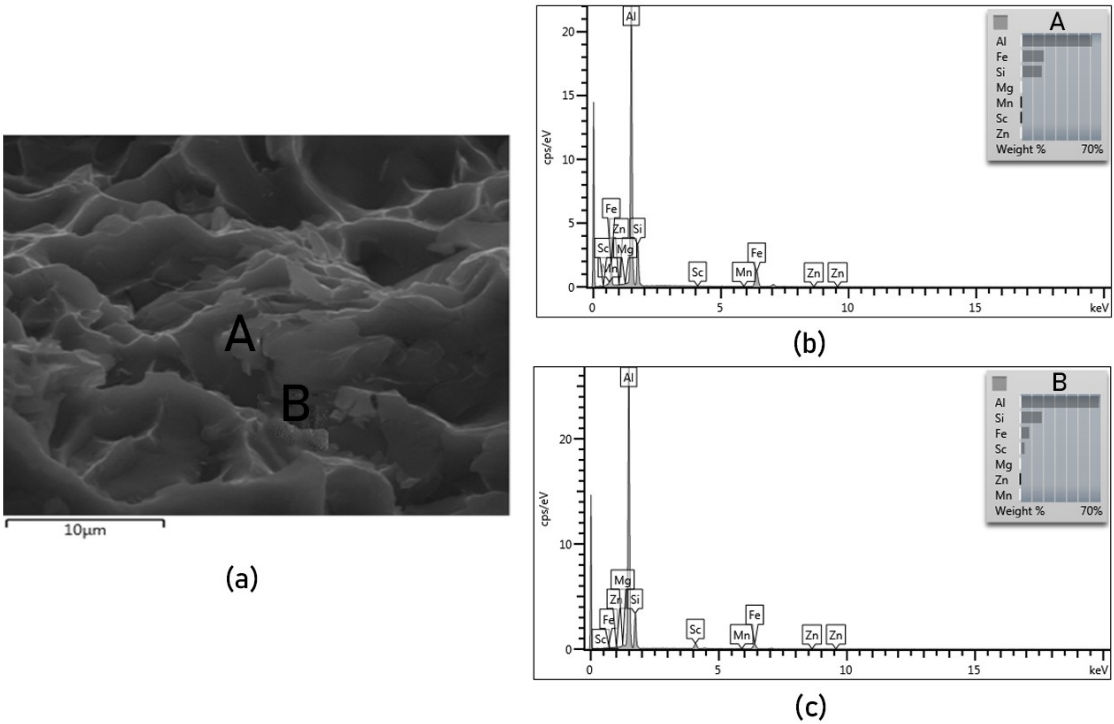 A
B
10μm
(a)
cps/eV
20
15
10
5
0
Al
Fe
Zn
Si
Sc
Mg
Mn
Sc
Mn
Fe
Zn
Zn
0
5
10
15
keV
A
Al
Fe
Si
Mg
Mn
Sc
Zn
Weight % 70%
(b)
cps/eV
20
10
0
Al
Mg
Zn
Si
Fe
Sc
Sc
Mn
Fe
Zn
Zn
0
5
10
15
keV
B
Al
Si
Fe
Sc
Mg
Zn
Mn
Weight % 70%
(c)